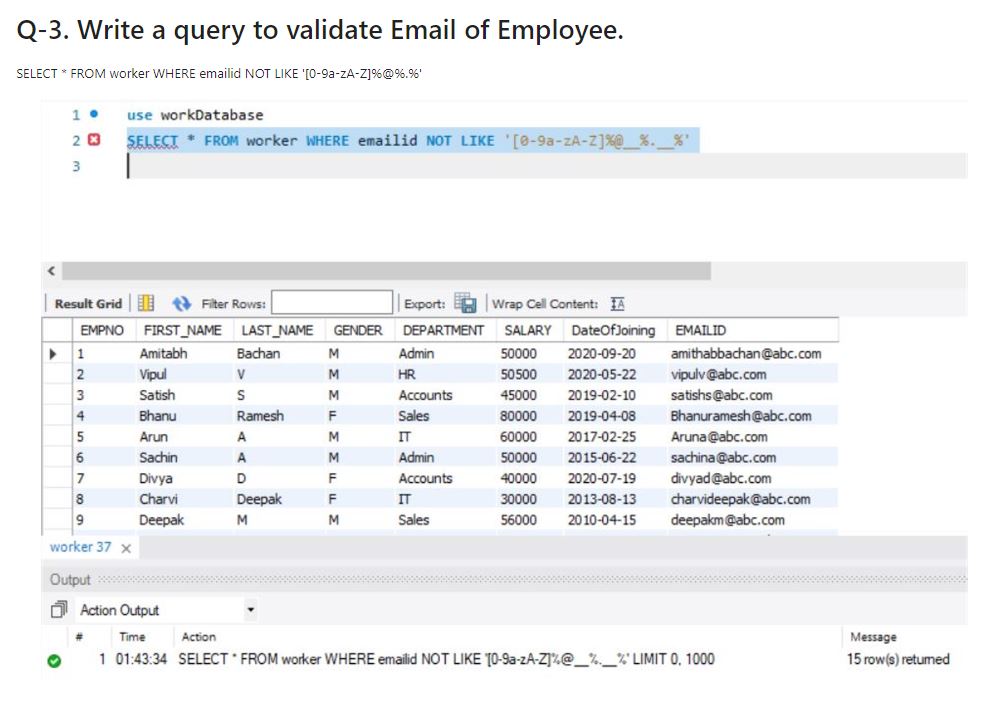 Q-3. Write a query to validate Email of Employee.
SELECT * FROM worker WHERE emailid NOT LIKE '[0-9a-zA-Z]%@%.%'
1 use workDatabase
2 SELECT * FROM worker WHERE emailid NOT LIKE '[0-9a-zA-Z]%@__%.__%'
3
Result Grid Filter Rows: Export: Wrap Cell Content: IA
EMPNO FIRST_NAME LAST_NAME GENDER DEPARTMENT SALARY DateOfJoining EMAILID
1 Amitabh Bachan M Admin 50000 2020-09-20 amithabbachan@abc.com
2 Vipul V M HR 50500 2020-05-22 vipulv@abc.com
3 Satish S M Accounts 45000 2019-02-10 satishs@abc.com
4 Bhanu Ramesh F Sales 80000 2019-04-08 Bhanuramesh@abc.com
5 Arun A M IT 60000 2017-02-25 Aruna@abc.com
6 Sachin A M Admin 50000 2015-06-22 sachina@abc.com
7 Divya D F Accounts 40000 2020-07-19 divyad@abc.com
8 Charvi Deepak F IT 30000 2013-08-13 charvideepak@abc.com
9 Deepak M M Sales 56000 2010-04-15 deepakm@abc.com
worker 37
Output
Action Output
# Time Action Message
1 01:43:34 SELECT * FROM worker WHERE emailid NOT LIKE '[0-9a-zA-Z]%@__%.__%' LIMIT 0, 1000 15 row(s) returned